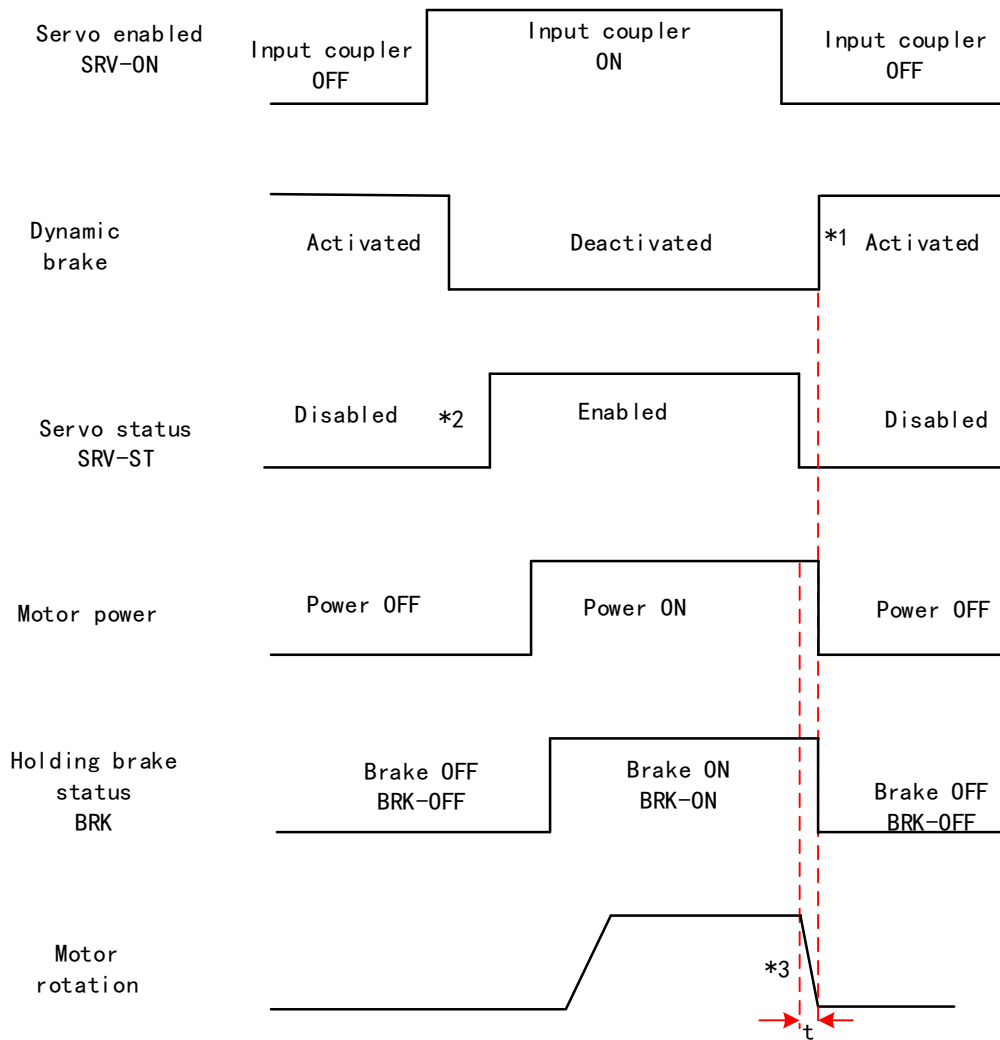 Servo enabled
SRV-ON
Input coupler
OFF
Input coupler
ON
Input coupler
OFF
Dynamic
brake
Activated
Deactivated
*1 Activated
Servo status
SRV-ST
Disabled
*2
Enabled
Disabled
Motor power
Power OFF
Power ON
Power OFF
Holding brake
status
BRK
Brake OFF
BRK-OFF
Brake ON
BRK-ON
Brake OFF
BRK-OFF
Motor
rotation
*3
t